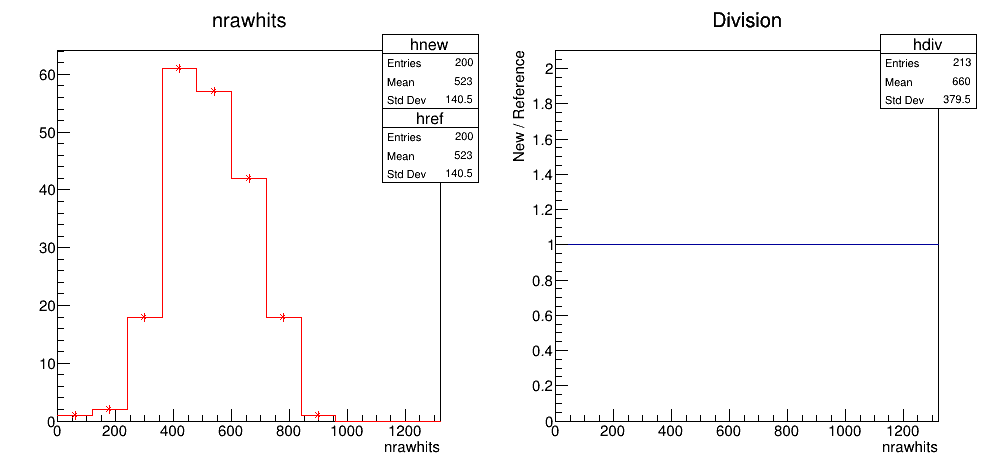 nrawhits
hnew
Entries 200
Mean 523
Std Dev 140.5
href
Entries 200
Mean 523
Std Dev 140.5
60
50
40
30
20
10
0
0 200 400 600 800 1000 1200
nrawhits
Division
hdiv
Entries 213
Mean 660
Std Dev 379.5
New / Reference
2
1.8
1.6
1.4
1.2
1
0.8
0.6
0.4
0.2
0
0 200 400 600 800 1000 1200
nrawhits